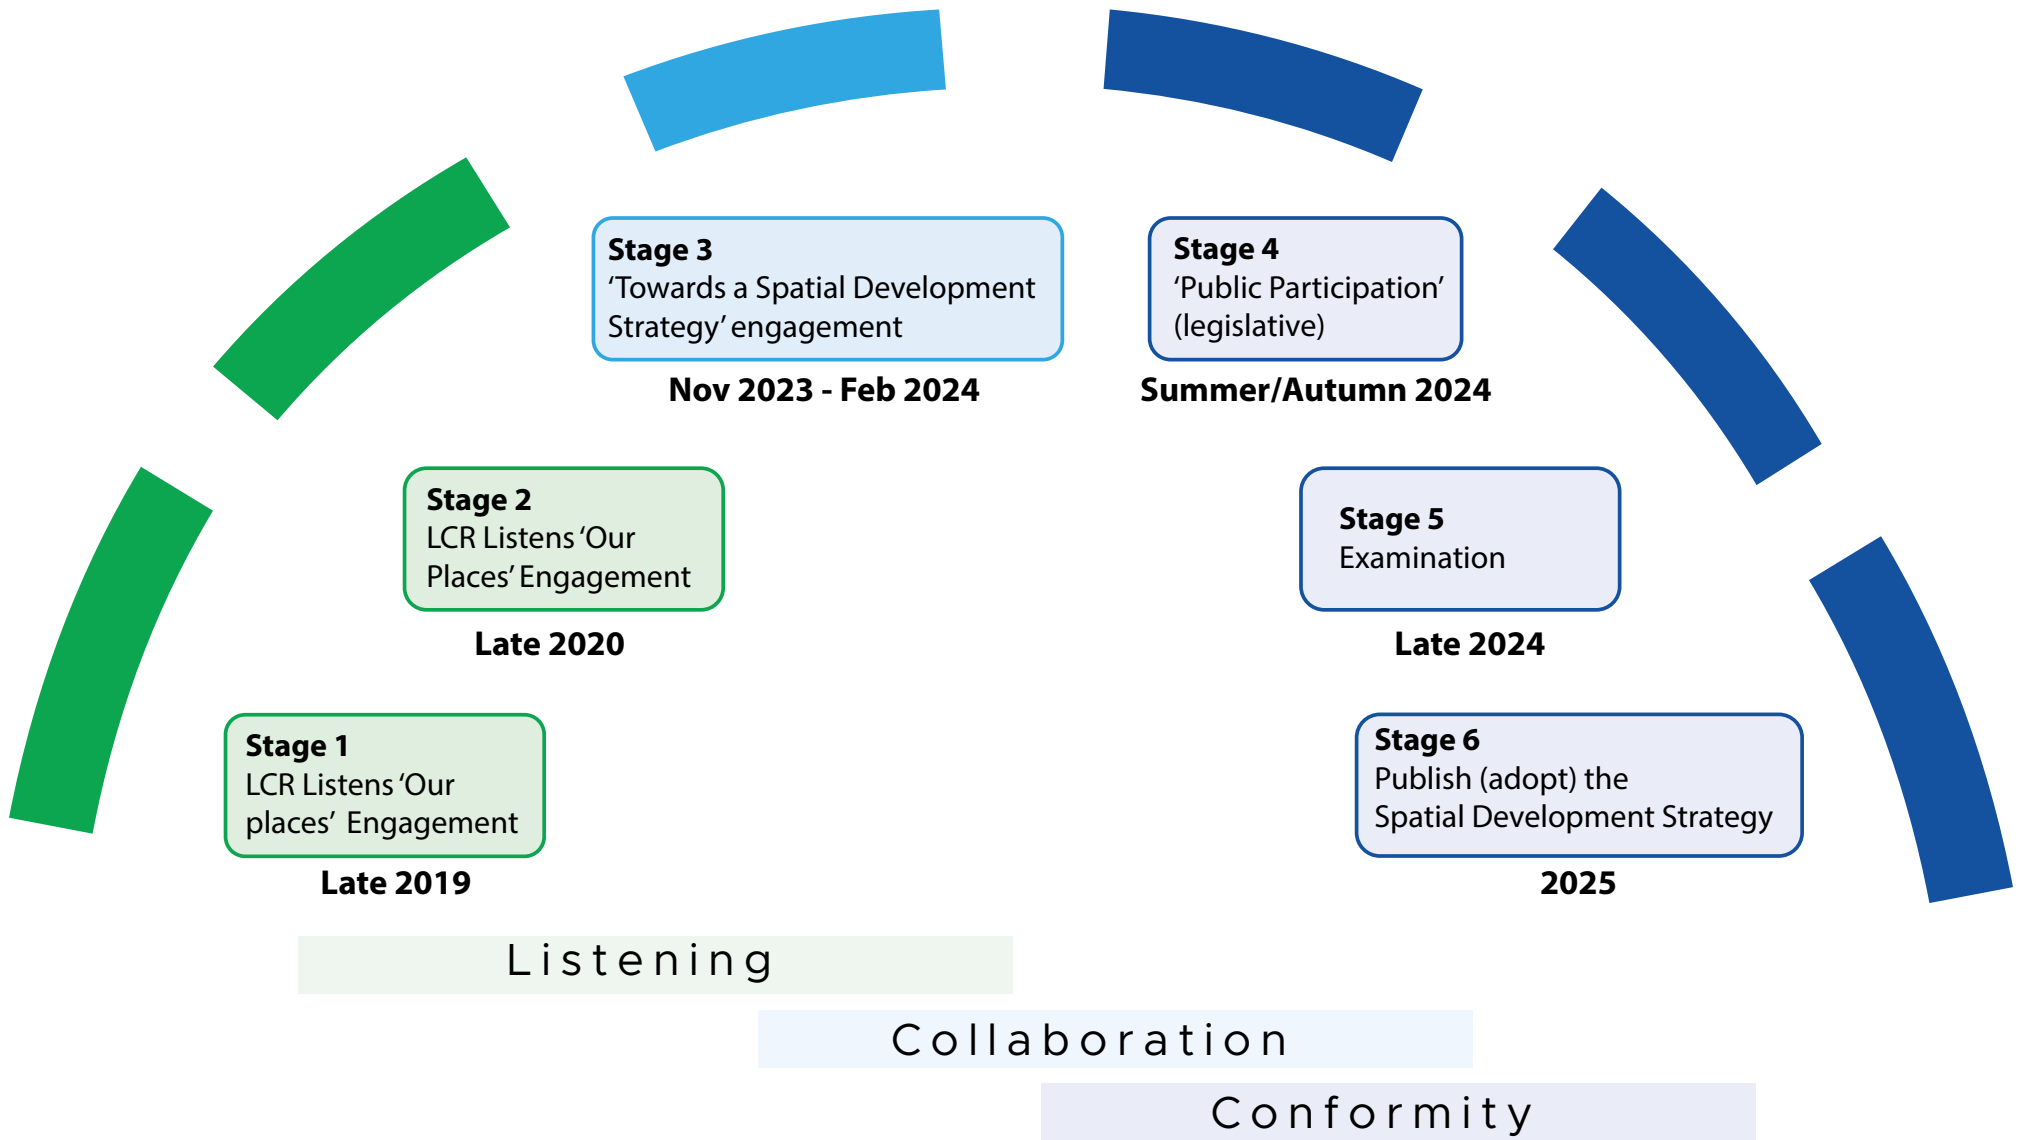 Stage 1
LCR Listens ‘Our
places’ Engagement
Late 2019
Stage 2
LCR Listens ‘Our
Places’ Engagement
Late 2020
Stage 3
‘Towards a Spatial Development
Strategy’ engagement
Nov 2023 - Feb 2024
Stage 4
‘Public Participation’
(legislative)
Summer/Autumn 2024
Stage 5
Examination
Late 2024
Stage 6
Publish (adopt) the
Spatial Development Strategy
2025
Listening
Collaboration
Conformity